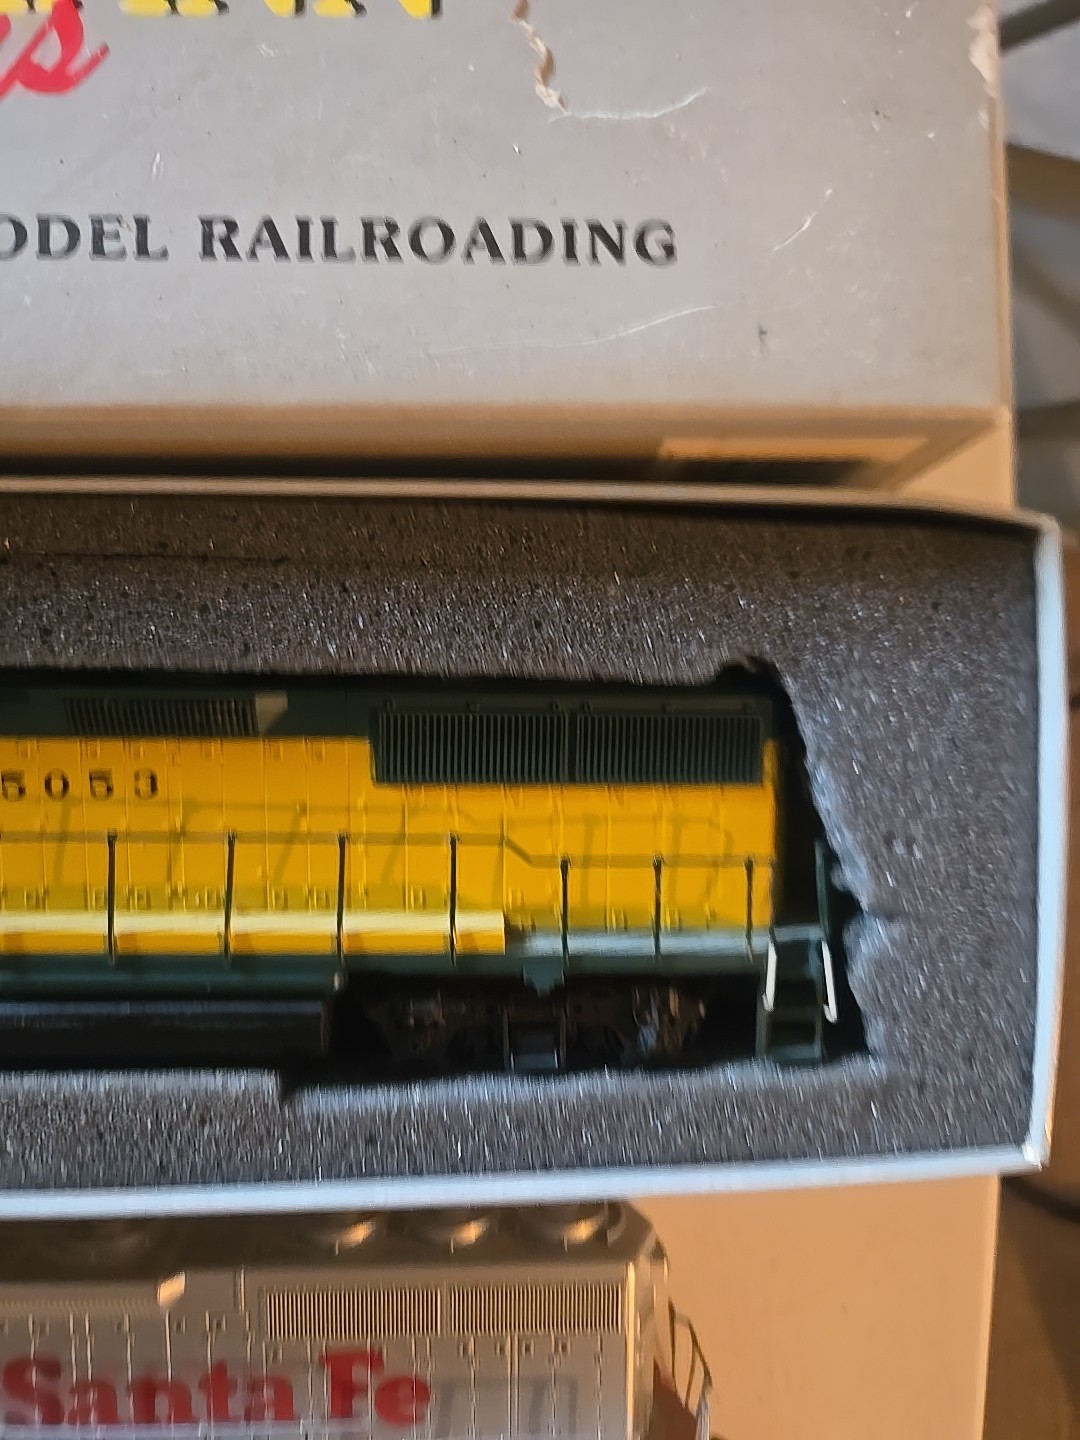 ODEL RAILROADING
5053
Santa Fe